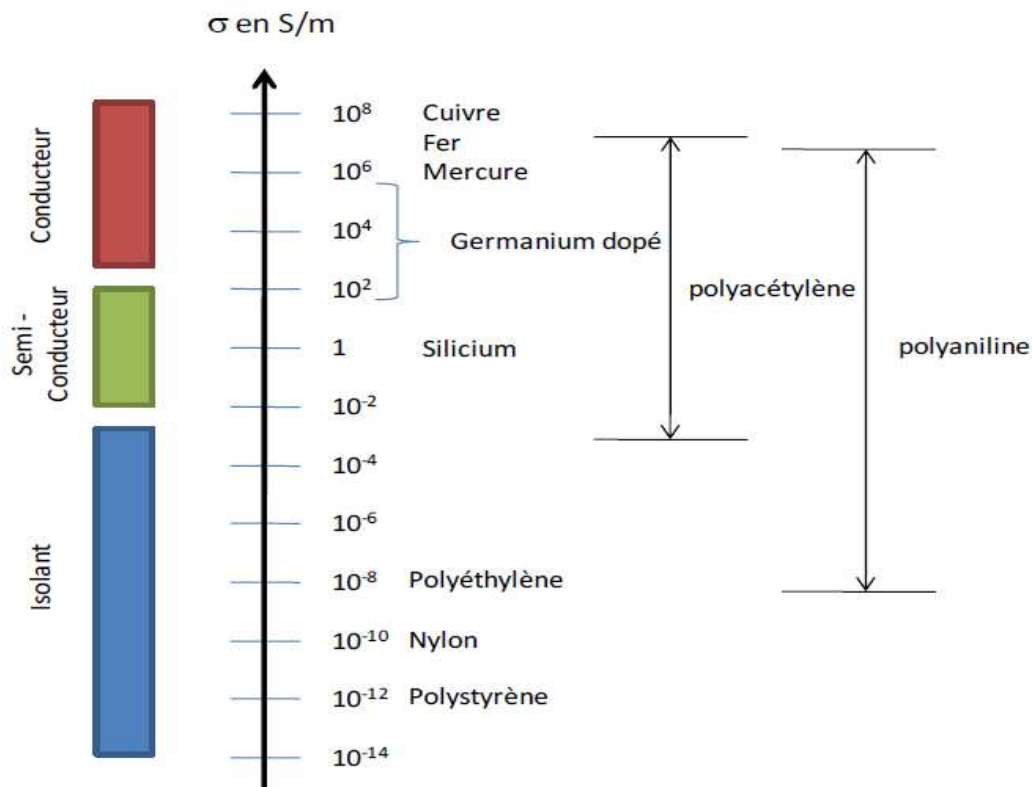 σ en S/m
Conducteur
Semi -
Conducteur
Isolant
10⁸ Cuivre
Fer
10⁶ Mercure
10⁴
Germanium dopé
10²
1 Silicium
10⁻²
10⁻⁴
10⁻⁶
10⁻⁸ Polyéthylène
10⁻¹⁰ Nylon
10⁻¹² Polystyrène
10⁻¹⁴
polyacétylène
polyaniline